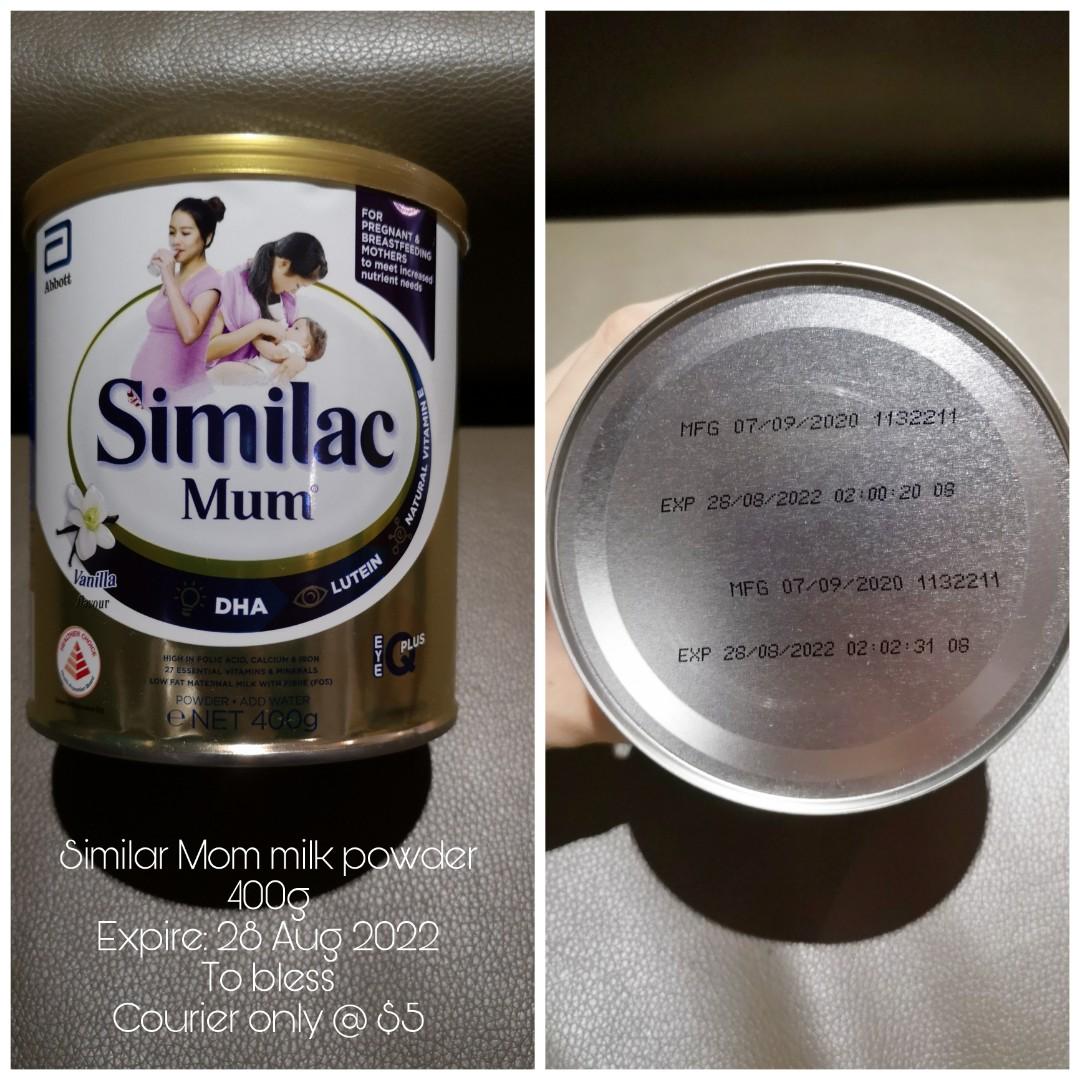 Abbott
FOR
PREGNANT &
BREASTFEEDING
MOTHERS
to meet increased
nutrient needs
Similac
Mum
NATURAL VITAMIN E
LUTEIN
DHA
Vanilla
flavour
HEALTHIER CHOICE
EYE
Q PLUS
HIGH IN FOLIC ACID, CALCIUM & IRON
27 ESSENTIAL VITAMINS & MINERALS
LOW FAT MATERNAL MILK WITH FIBRE (FOS)
POWDER • ADD WATER
e NET 400g
Similar Mom milk powder
400g
Expire: 28 Aug 2022
To bless
Courier only @ $5
MFG 07/09/2020 1132211
EXP 28/08/2022 02:00:20 08
MFG 07/09/2020 1132211
EXP 28/08/2022 02:02:31 08